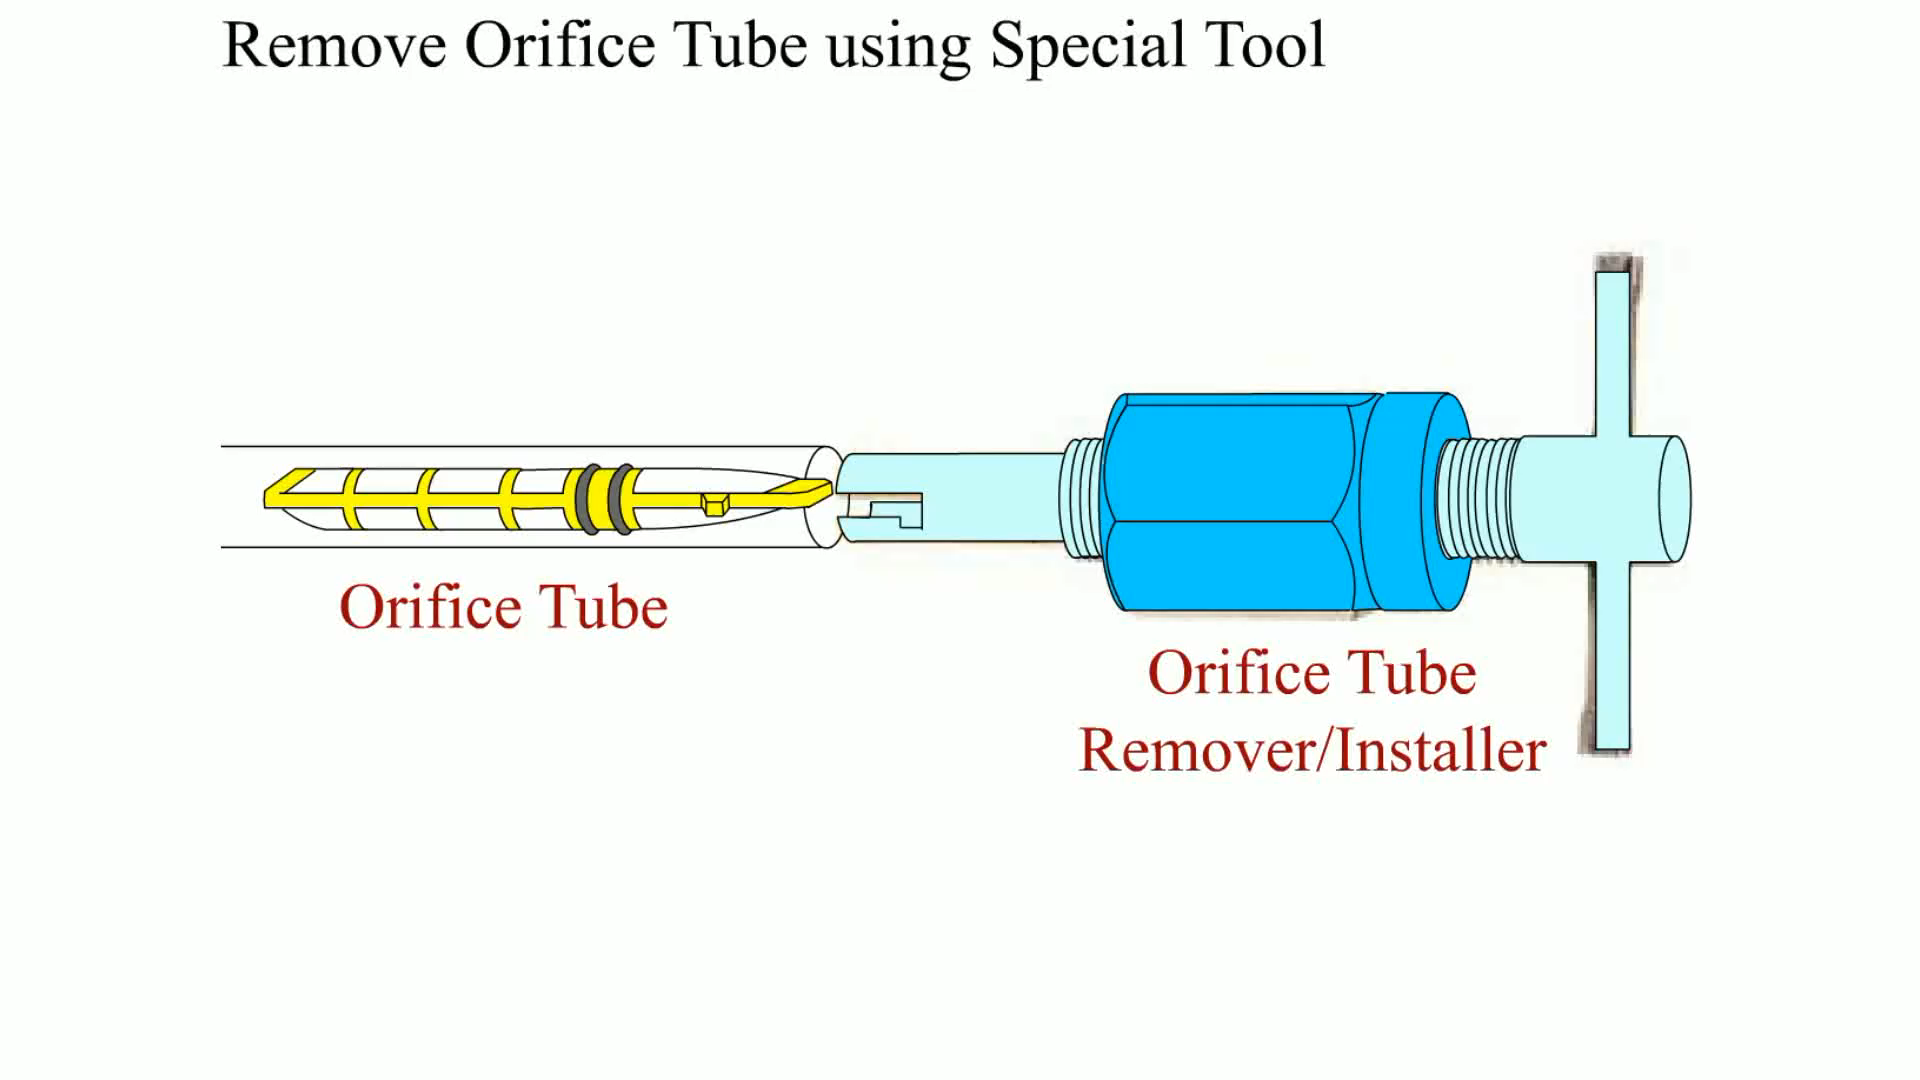 Remove Orifice Tube using Special Tool
Orifice Tube
Orifice Tube
Remover/Installer